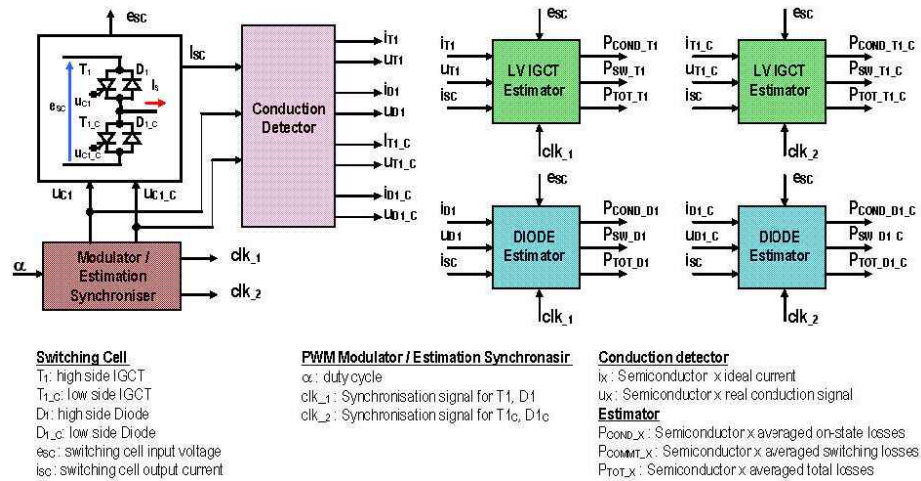 eSC
iSC
T1
D1
IS
uC1
eSC
T1_C
D1_C
uC1_C
uC1
uC1_C
α
Modulator /
Estimation
Synchroniser
clk_1
clk_2
Conduction
Detector
iT1
uT1
iD1
uD1
iT1_C
uT1_C
iD1_C
uD1_C
eSC
iT1
uT1
iSC
LV IGCT
Estimator
PCOND_T1
PSW_T1
PTOT_T1
clk_1
eSC
iT1_C
uT1_C
iSC
LV IGCT
Estimator
PCOND_T1_C
PSW_T1_C
PTOT_T1_C
clk_2
eSC
iD1
uD1
iSC
DIODE
Estimator
PCOND_D1
PSW_D1
PTOT_D1
clk_1
eSC
iD1_C
uD1_C
iSC
DIODE
Estimator
PCOND_D1_C
PSW_D1_C
PTOT_D1_C
clk_2
Switching Cell
T1: high side IGCT
T1_C: low side IGCT
D1: high side Diode
D1_C: low side Diode
eSC: switching cell input voltage
iSC: switching cell output current
PWM Modulator / Estimation Synchronasir
α : duty cycle
clk_1: Synchronisation signal for T1, D1
clk_2: Synchronisation signal for T1C, D1C
Conduction detector
iX : Semiconductor x ideal current
uX : Semiconductor x real conduction signal
Estimator
PCOND_X : Semiconductor x averaged on-state losses
PCOMMT_X : Semiconductor x averaged switching losses
PTOT_X : Semiconductor x averaged total losses